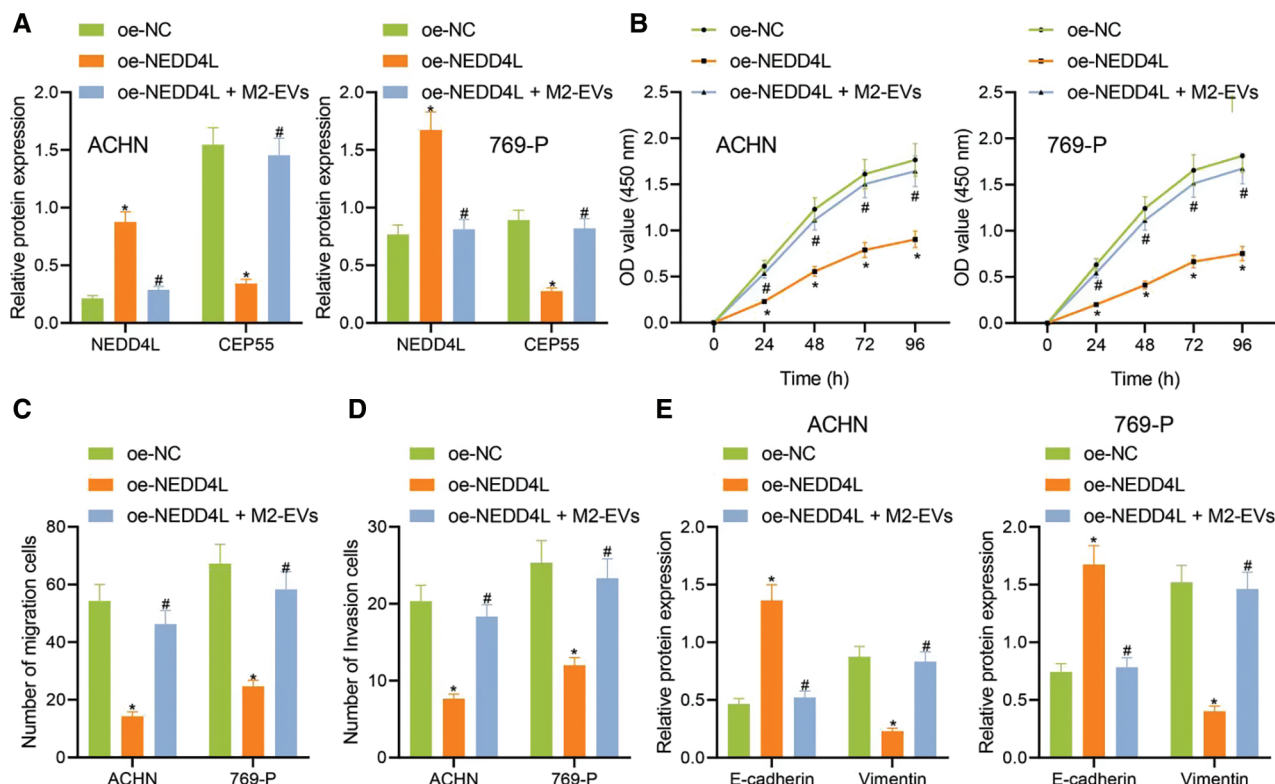 A
oe-NC
oe-NEDD4L
oe-NEDD4L + M2-EVs
Relative protein expression
2.0
1.5
1.0
0.5
0.0
ACHN
*
#
*
#
NEDD4L
CEP55
oe-NC
oe-NEDD4L
oe-NEDD4L + M2-EVs
Relative protein expression
2.0
1.5
1.0
0.5
0.0
769-P
*
#
*
#
NEDD4L
CEP55
B
oe-NC
oe-NEDD4L
oe-NEDD4L + M2-EVs
OD value (450 nm)
2.5
2.0
1.5
1.0
0.5
0.0
ACHN
#
#
#
#
*
*
*
*
0 24 48 72 96
Time (h)
oe-NC
oe-NEDD4L
oe-NEDD4L + M2-EVs
OD value (450 nm)
2.5
2.0
1.5
1.0
0.5
0.0
769-P
#
#
#
#
*
*
*
*
0 24 48 72 96
Time (h)
C
oe-NC
oe-NEDD4L
oe-NEDD4L + M2-EVs
Number of migration cells
80
60
40
20
0
*
#
*
#
ACHN
769-P
D
oe-NC
oe-NEDD4L
oe-NEDD4L + M2-EVs
Number of Invasion cells
30
20
10
0
*
#
*
#
ACHN
769-P
E
ACHN
oe-NC
oe-NEDD4L
oe-NEDD4L + M2-EVs
Relative protein expression
2.0
1.5
1.0
0.5
0.0
*
#
*
#
E-cadherin
Vimentin
769-P
oe-NC
oe-NEDD4L
oe-NEDD4L + M2-EVs
Relative protein expression
2.0
1.5
1.0
0.5
0.0
*
#
*
#
E-cadherin
Vimentin